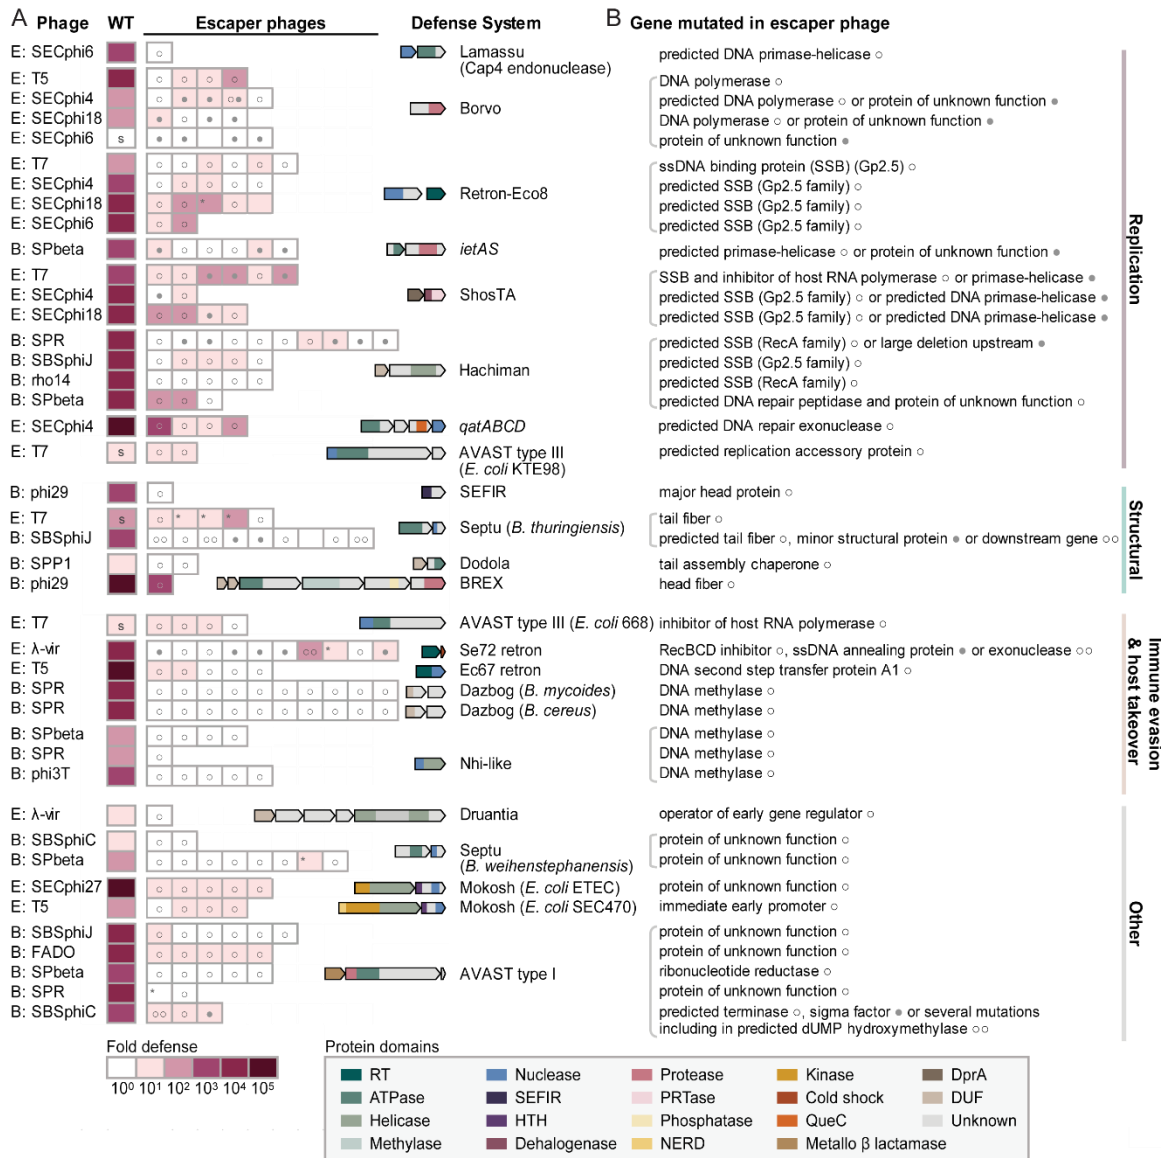 A Phage WT Escaper phages Defense System B Gene mutated in escaper phage
E: SECphi6 ○ Lamassu predicted DNA primase-helicase ○
(Cap4 endonuclease)
E: T5 ○ ○ ○ ○ DNA polymerase ○
E: SECphi4 ○ ● ● ○● ○ Borvo predicted DNA polymerase ○ or protein of unknown function ●
E: SECphi18 ● ○ ● ● DNA polymerase ○ or protein of unknown function ●
E: SECphi6 s ● ● ○ ● ● protein of unknown function ●
E: T7 ○ ○ ○ ○ ○ ○ ssDNA binding protein (SSB) (Gp2.5) ○
E: SECphi4 ○ ○ ○ ○ ○ Retron-Eco8 predicted SSB (Gp2.5 family) ○
E: SECphi18 ○ ○ * ○ ○ predicted SSB (Gp2.5 family) ○
E: SECphi6 ○ ○ predicted SSB (Gp2.5 family) ○
B: SPbeta ● ○ ○ ○ ● ● ietAS predicted primase-helicase ○ or protein of unknown function ●
E: T7 ○ ○ ● ● ○ ● SSB and inhibitor of host RNA polymerase ○ or primase-helicase ●
E: SECphi4 ● ○ ShosTA predicted SSB (Gp2.5 family) ○ or predicted DNA primase-helicase ●
E: SECphi18 ○ ○ ● ○ predicted SSB (Gp2.5 family) ○ or predicted DNA primase-helicase ●
Replication
B: SPR ○ ● ● ○ ○ ○ ● ● ● ● predicted SSB (RecA family) ○ or large deletion upstream ●
B: SBSphiJ ○ ○ ○ ○ ○ Hachiman predicted SSB (Gp2.5 family) ○
B: rho14 ○ ○ ○ ○ ○ predicted SSB (RecA family) ○
B: SPbeta ○ ○ ○ predicted DNA repair peptidase and protein of unknown function ○
E: SECphi4 ○ ○ ○ ○ qatABCD predicted DNA repair exonuclease ○
E: T7 s ○ ○ AVAST type III predicted replication accessory protein ○
(E. coli KTE98)
B: phi29 ○ SEFIR major head protein ○
E: T7 s ○ * * * ○ Septu (B. thuringiensis) tail fiber ○
B: SBSphiJ ○○ ○ ○○ ● ● ○ ○ ○○ predicted tail fiber ○, minor structural protein ● or downstream gene ○○
Structural
B: SPP1 ○ ○ Dodola tail assembly chaperone ○
B: phi29 ○ BREX head fiber ○
E: T7 s ○ ○ ○ ○ AVAST type III (E. coli 668) inhibitor of host RNA polymerase ○
E: λ-vir ● ● ● ● ● ● ○○ * ○ ● Se72 retron RecBCD inhibitor ○, ssDNA annealing protein ● or exonuclease ○○
E: T5 ○ ○ ○ ○ ○ Ec67 retron DNA second step transfer protein A1 ○
B: SPR ○ ○ ○ ○ ○ ○ ○ ○ ○ ○ Dazbog (B. mycoides) DNA methylase ○
B: SPR ○ ○ ○ ○ ○ ○ ○ ○ ○ ○ Dazbog (B. cereus) DNA methylase ○
Immune evasion
& host takeover
B: SPbeta ○ ○ ○ ○ DNA methylase ○
B: SPR ○ Nhi-like DNA methylase ○
B: phi3T ○ ○ ○ ○ ○ DNA methylase ○
E: λ-vir ○ Druantia operator of early gene regulator ○
B: SBSphiC ○ ○ Septu protein of unknown function ○
B: SPbeta ○ ○ ○ ○ ○ ○ * ○ (B. weihenstephanensis) protein of unknown function ○
E: SECphi27 ○ ○ ○ ○ ○ Mokosh (E. coli ETEC) protein of unknown function ○
E: T5 ○ ○ ○ ○ Mokosh (E. coli SEC470) immediate early promoter ○
Other
B: SBSphiJ ○ ○ ○ ○ ○ ○ protein of unknown function ○
B: FADO ○ ○ ○ ○ ○ protein of unknown function ○
B: SPbeta ○ ○ ○ ○ ○ AVAST type I ribonucleotide reductase ○
B: SPR * ○ protein of unknown function ○
B: SBSphiC ○○ ○ ● predicted terminase ○, sigma factor ● or several mutations
including in predicted dUMP hydroxymethylase ○○
Fold defense
10⁰ 10¹ 10² 10³ 10⁴ 10⁵
Protein domains
RT Nuclease Protease Kinase DprA
ATPase SEFIR PRTase Cold shock DUF
Helicase HTH Phosphatase QueC Unknown
Methylase Dehalogenase NERD Metallo β lactamase